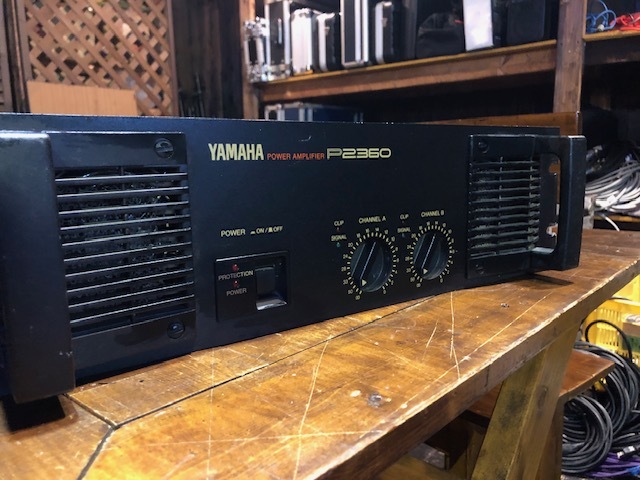 YAMAHA POWER AMPLIFIER P2360
POWER ON / OFF
PROTECTION
POWER
CLIP CHANNEL A
SIGNAL
CLIP CHANNEL B
SIGNAL